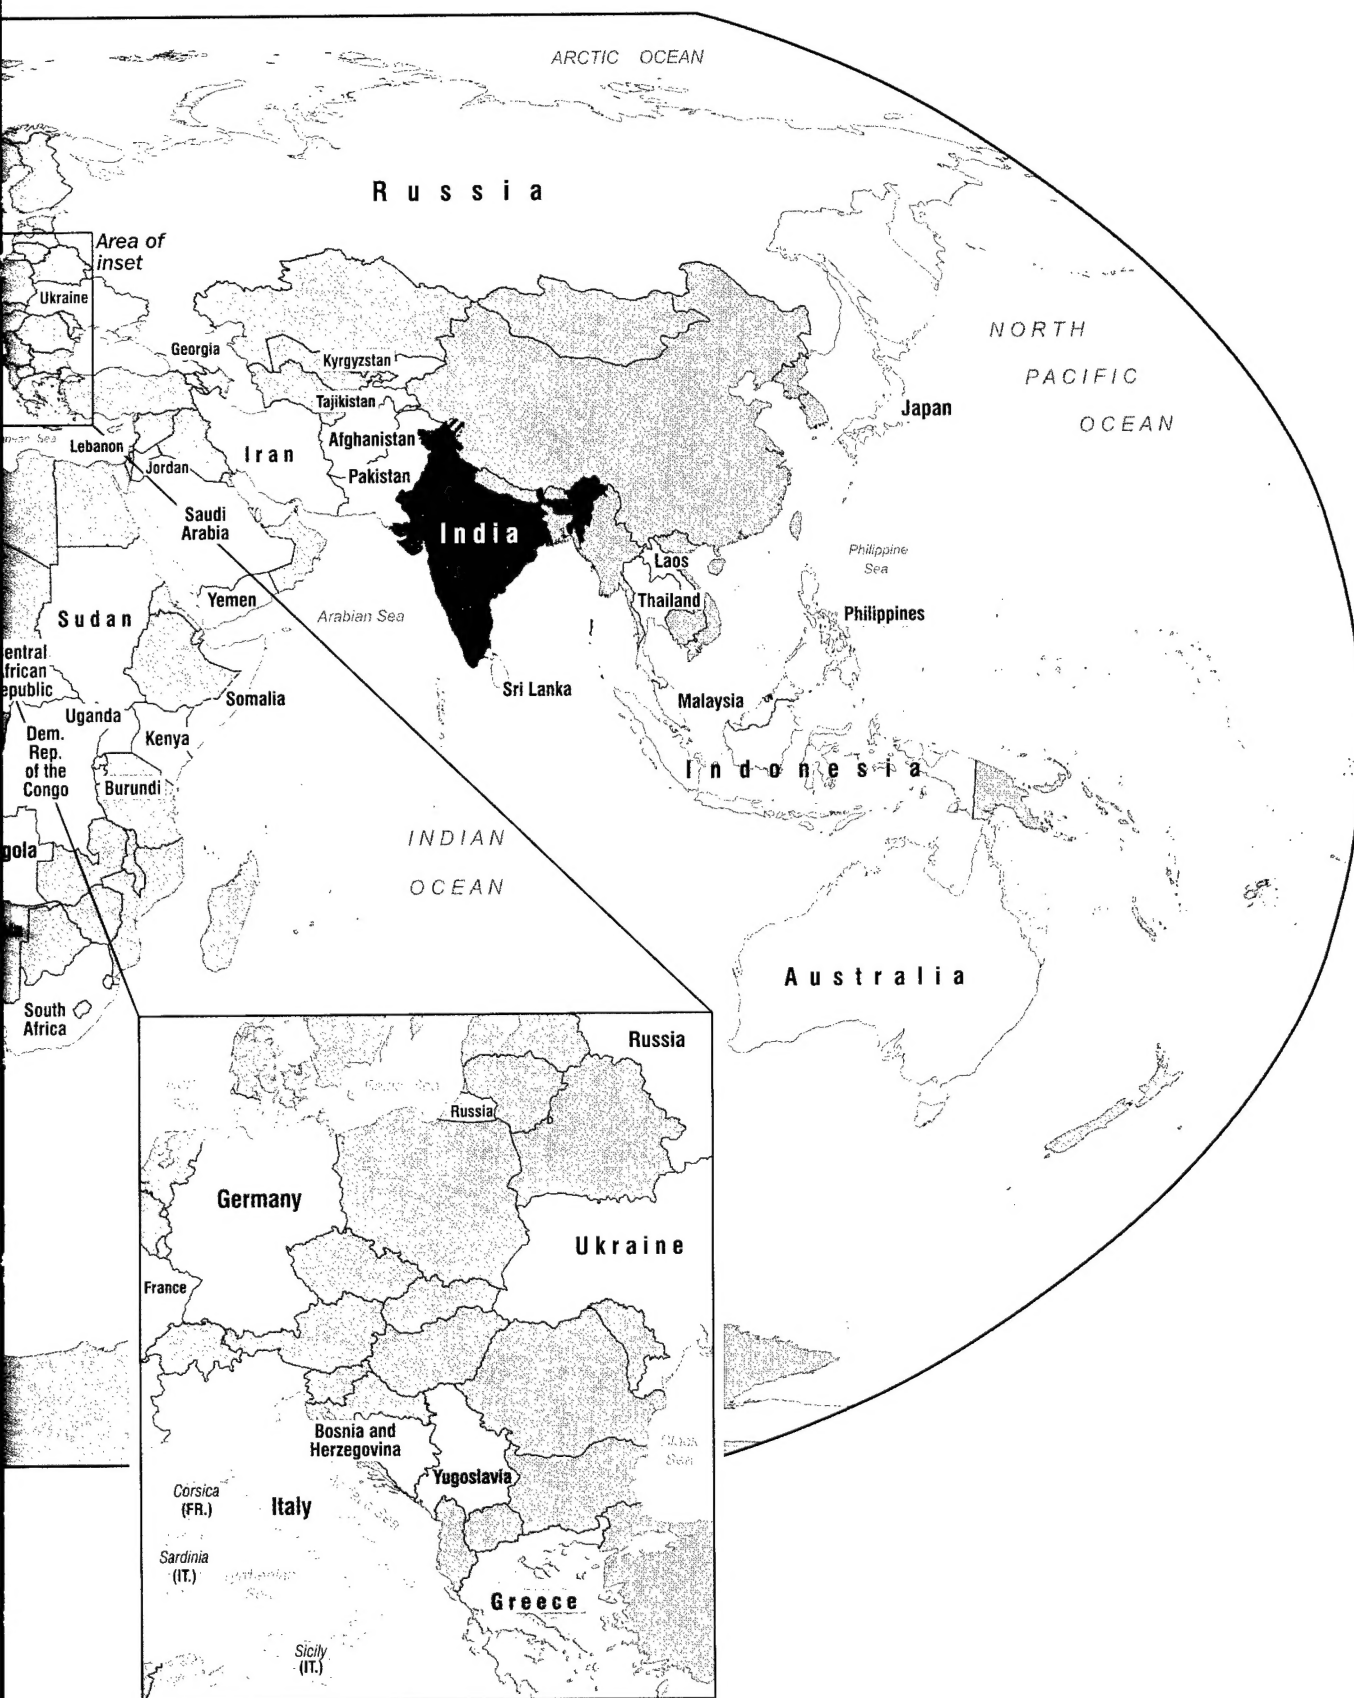 ARCTIC OCEAN
Russia
Area of
inset
Ukraine
Georgia
Kyrgyzstan
Tajikistan
NORTH
PACIFIC
OCEAN
Japan
Lebanon
Jordan
Iran
Afghanistan
Pakistan
Saudi
Arabia
India
Philippine
Sea
Laos
Thailand
Yemen
Arabian Sea
Philippines
Sudan
entral
frican
epublic
Somalia
Sri Lanka
Malaysia
Uganda
Kenya
Dem.
Rep.
of the
Congo
Burundi
Indonesia
gola
INDIAN
OCEAN
Australia
South
Africa
Russia
Russia
Germany
Ukraine
France
Bosnia and
Herzegovina
Yugoslavia
Black
Sea
Corsica
(FR.)
Italy
Sardinia
(IT.)
Greece
Sicily
(IT.)